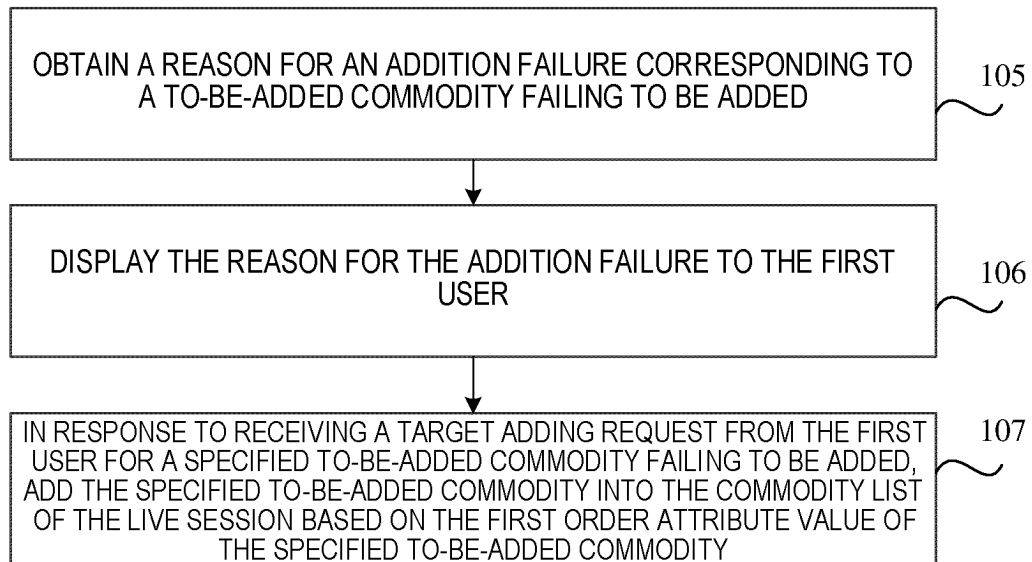 OBTAIN A REASON FOR AN ADDITION FAILURE CORRESPONDING TO
A TO-BE-ADDED COMMODITY FAILING TO BE ADDED
105
DISPLAY THE REASON FOR THE ADDITION FAILURE TO THE FIRST
USER
106
IN RESPONSE TO RECEIVING A TARGET ADDING REQUEST FROM THE FIRST
USER FOR A SPECIFIED TO-BE-ADDED COMMODITY FAILING TO BE ADDED,
ADD THE SPECIFIED TO-BE-ADDED COMMODITY INTO THE COMMODITY LIST
OF THE LIVE SESSION BASED ON THE FIRST ORDER ATTRIBUTE VALUE OF
THE SPECIFIED TO-BE-ADDED COMMODITY
107